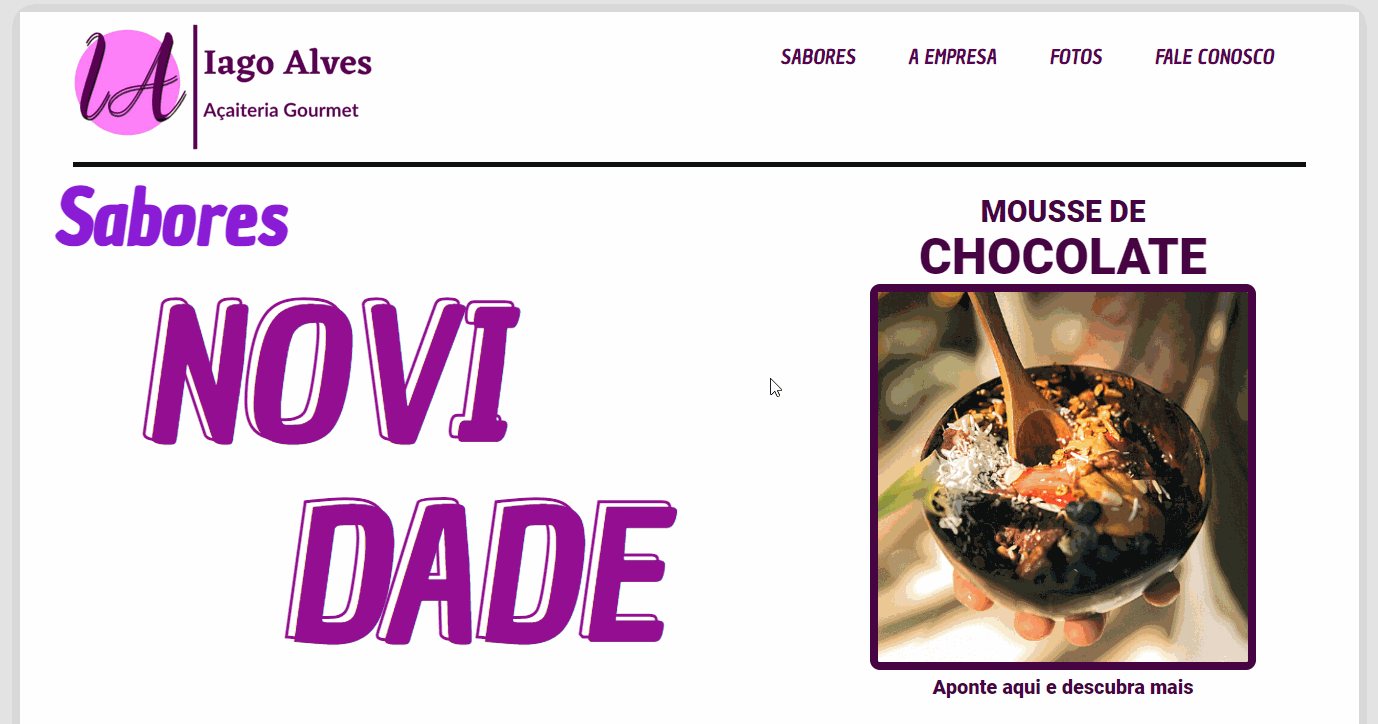 IA
Iago Alves
Açaiteria Gourmet
SABORES A EMPRESA FOTOS FALE CONOSCO
Sabores
NOVI
DADE
MOUSSE DE
CHOCOLATE
Aponte aqui e descubra mais